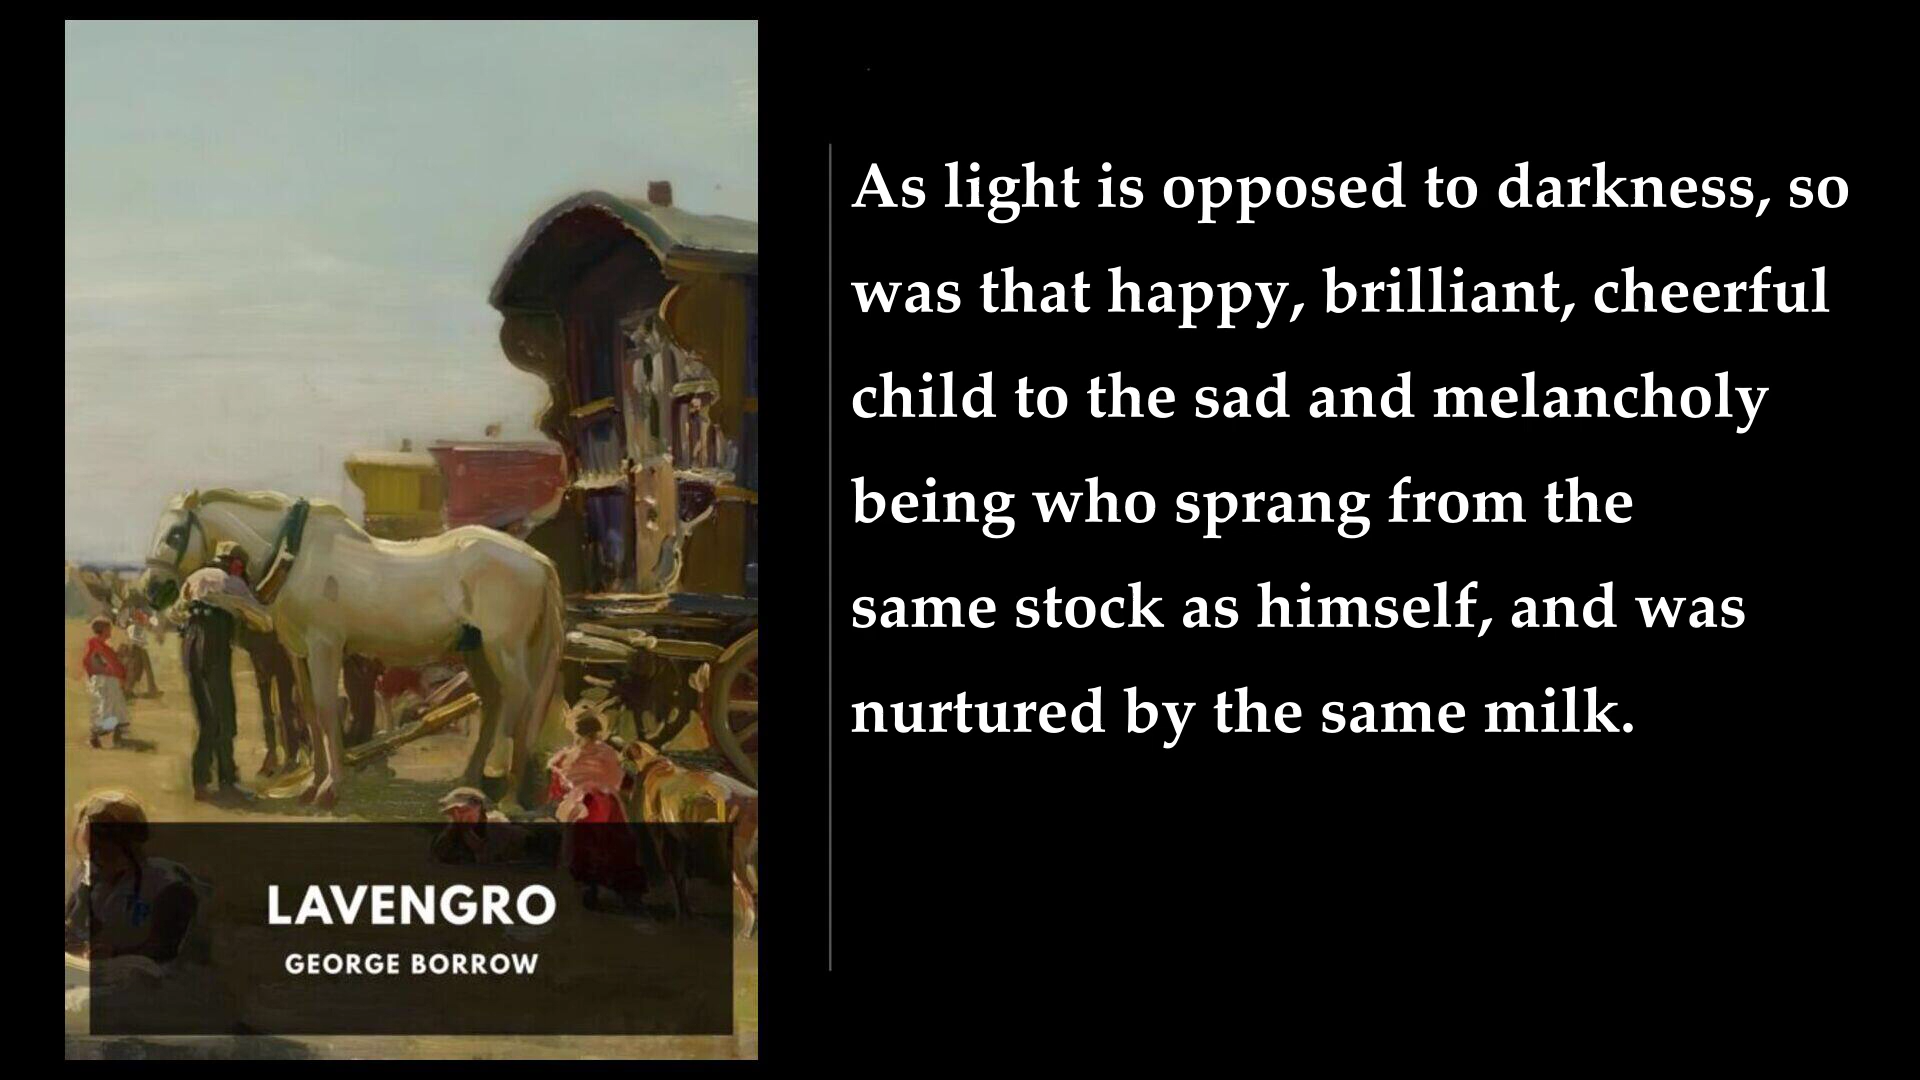 LAVENGRO
GEORGE BORROW
As light is opposed to darkness, so
was that happy, brilliant, cheerful
child to the sad and melancholy
being who sprang from the
same stock as himself, and was
nurtured by the same milk.